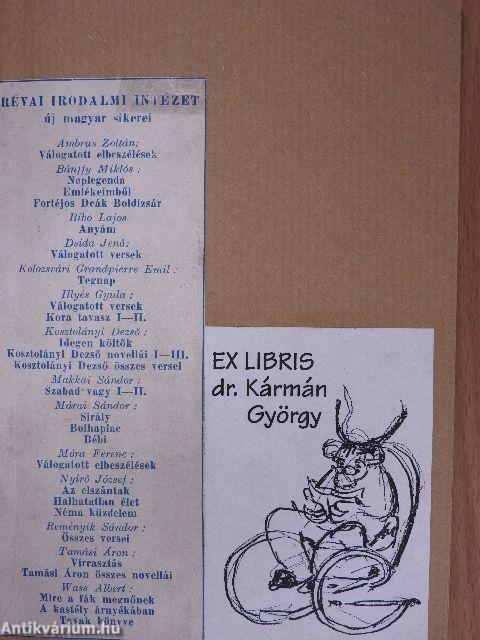 RÉVAI IRODALMI INTÉZET
új magyar sikerei
Ambrus Zoltán:
Válogatott elbeszélések
Bánffy Miklós:
Naplegenda
Emlékeimből
Fortéjos Deák Boldizsár
Bibó Lajos
Anyám
Dsida Jenő:
Válogatott versek
Kolozsvári Grandpierre Emil:
Tegnap
Illyés Gyula:
Válogatott versek
Kora tavasz I—II.
Kosztolányi Dezső:
Idegen költők
Kosztolányi Dezső novellái I—III.
Kosztolányi Dezső összes versei
Makkai Sándor:
Szabad vagy I—II.
Márai Sándor:
Sirály
Bolhapiac
Bébi
Móra Ferenc:
Válogatott elbeszélések
Nyirő József:
Az elszántak
Halhatatlan élet
Néma küzdelem
Reményik Sándor:
Összes versei
Tamási Áron:
Virrasztás
Tamási Áron összes novellái
Wass Albert:
Mire a fák megnőnek
A kastély árnyékában
Tavak könyve
EX LIBRIS
dr. Kármán
György
Antikvárium.hu